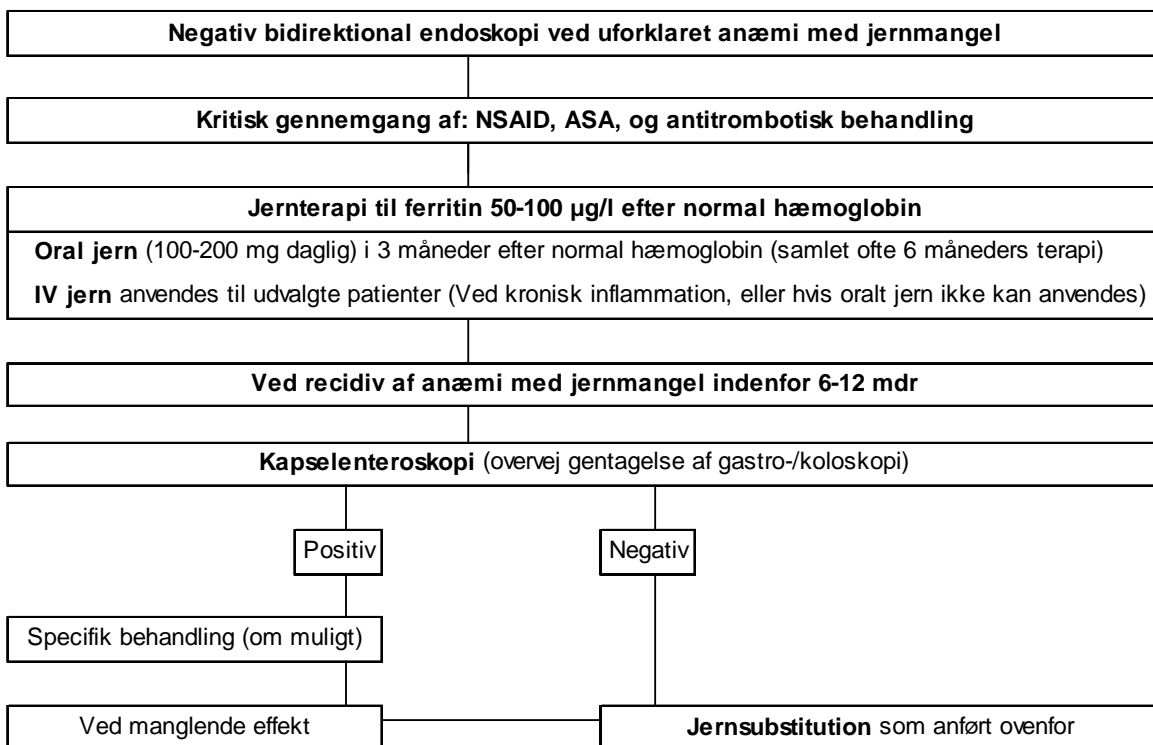 Negativ bidirektional endoskopi ved uforklaret anæmi med jernmangel
Kritisk gennemgang af: NSAID, ASA, og antitrombotisk behandling
Jernterapi til ferritin 50-100 µg/l efter normal hæmoglobin
Oral jern (100-200 mg daglig) i 3 måneder efter normal hæmoglobin (samlet ofte 6 måneders terapi)
IV jern anvendes til udvalgte patienter (Ved kronisk inflammation, eller hvis oralt jern ikke kan anvendes)
Ved recidiv af anæmi med jernmangel indenfor 6-12 mdr
Kapselenteroskopi (overvej gentagelse af gastro-/koloskopi)
Positiv
Negativ
Specifik behandling (om muligt)
Ved manglende effekt
Jernsubstitution som anført ovenfor